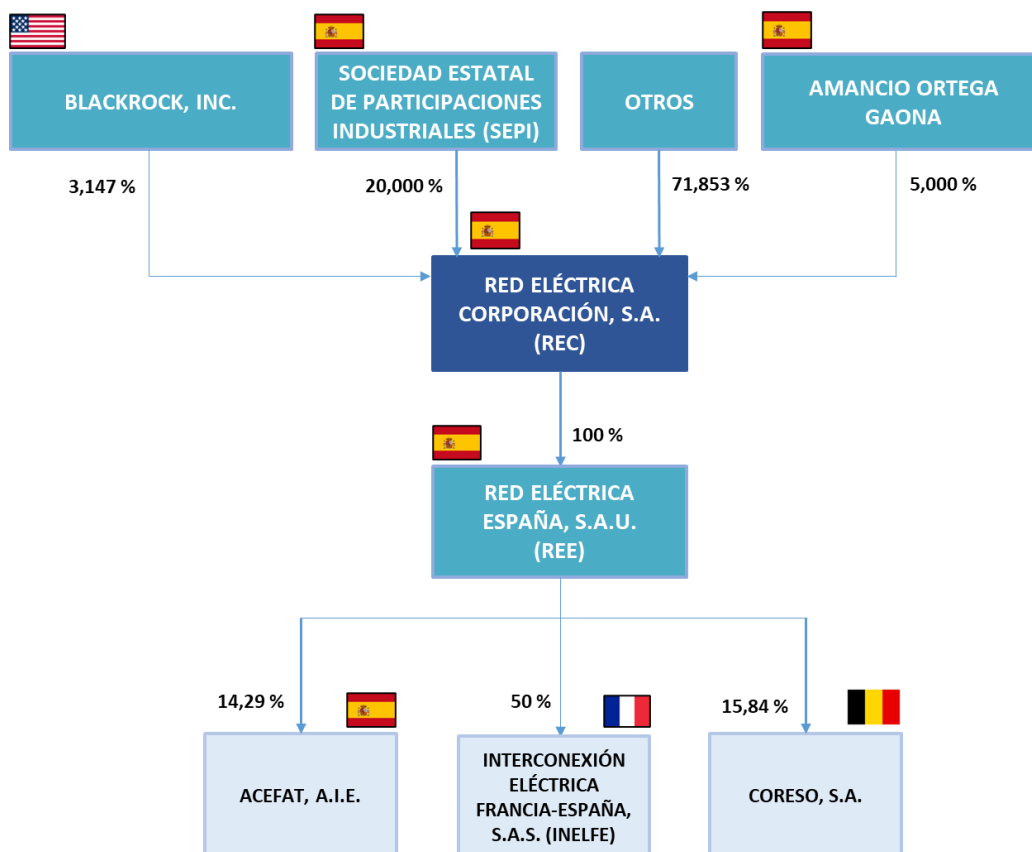 BLACKROCK, INC.
SOCIEDAD ESTATAL
DE PARTICIPACIONES
INDUSTRIALES (SEPI)
OTROS
AMANCIO ORTEGA
GAONA
3,147 %
20,000 %
71,853 %
5,000 %
RED ELÉCTRICA
CORPORACIÓN, S.A.
(REC)
100 %
RED ELÉCTRICA
ESPAÑA, S.A.U.
(REE)
14,29 %
50 %
15,84 %
ACEFAT, A.I.E.
INTERCONEXIÓN
ELÉCTRICA
FRANCIA-ESPAÑA,
S.A.S. (INELFE)
CORESO, S.A.